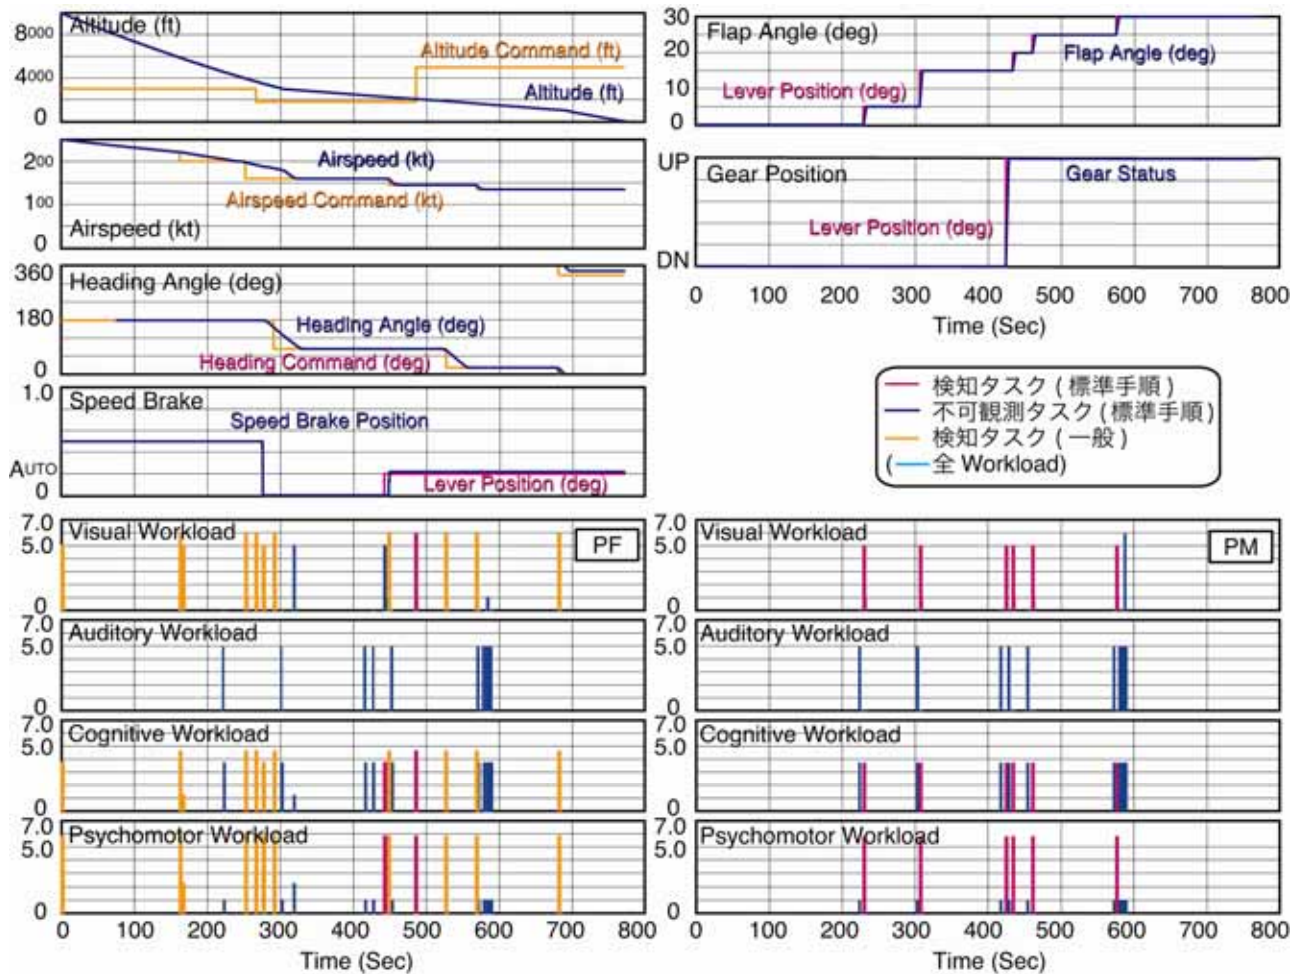 Altitude (ft)
8000
4000
0
Altitude Command (ft)
Altitude (ft)
200
100
0
Airspeed (kt)
Airspeed Command (kt)
Airspeed (kt)
360
180
0
Heading Angle (deg)
Heading Angle (deg)
Heading Command (deg)
1.0
AUTO
0
Speed Brake
Speed Brake Position
Lever Position (deg)
30
20
10
0
Flap Angle (deg)
Flap Angle (deg)
Lever Position (deg)
UP
DN
Gear Position
Gear Status
Lever Position (deg)
0 100 200 300 400 500 600 700 800
Time (Sec)
検知タスク ( 標準手順 )
不可観測タスク ( 標準手順 )
検知タスク ( 一般 )
( 全 Workload)
7.0
5.0
0
Visual Workload
PF
7.0
5.0
0
Auditory Workload
7.0
5.0
0
Cognitive Workload
7.0
5.0
0
Psychomotor Workload
0 100 200 300 400 500 600 700 800
Time (Sec)
7.0
5.0
0
Visual Workload
PM
7.0
5.0
0
Auditory Workload
7.0
5.0
0
Cognitive Workload
7.0
5.0
0
Psychomotor Workload
0 100 200 300 400 500 600 700 800
Time (Sec)